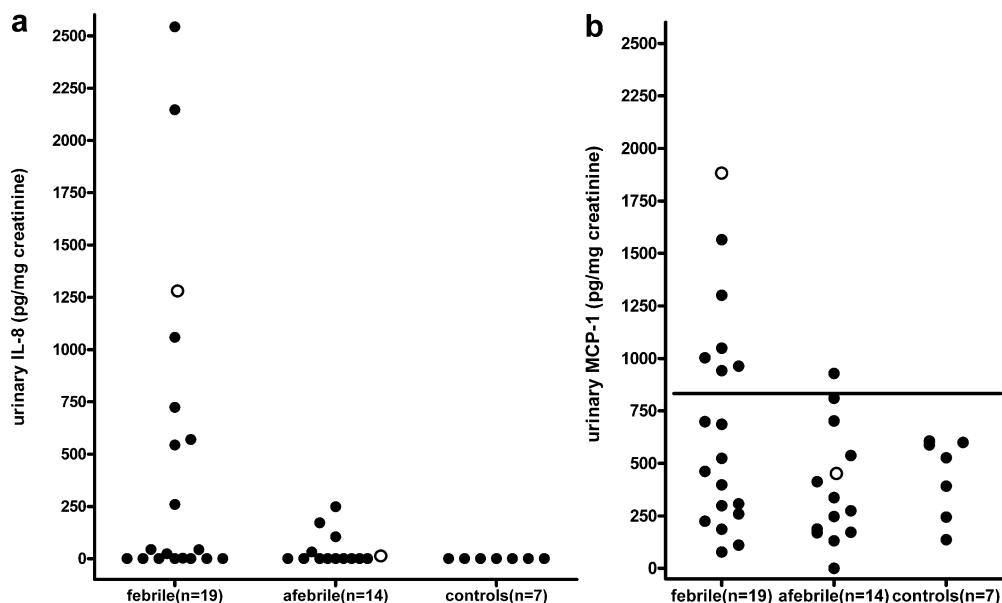 a
urinary IL-8 (pg/mg creatinine)
2500
2250
2000
1750
1500
1250
1000
750
500
250
0
febrile(n=19)
afebrile(n=14)
controls(n=7)
b
urinary MCP-1 (pg/mg creatinine)
2500
2250
2000
1750
1500
1250
1000
750
500
250
0
febrile(n=19)
afebrile(n=14)
controls(n=7)